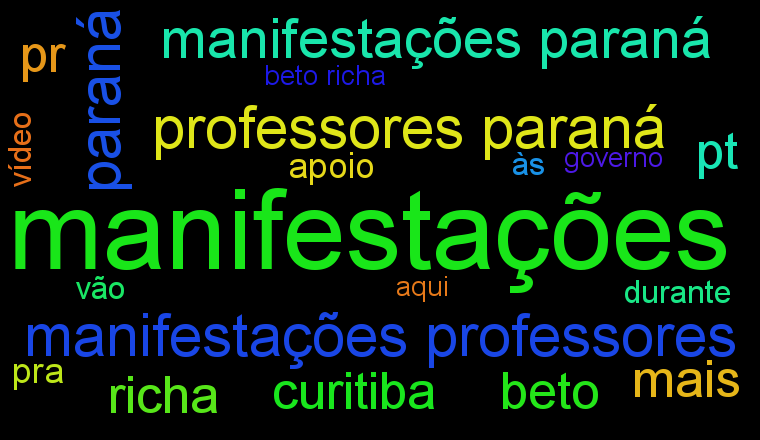 pr
paraná
manifestações paraná
beto richa
vídeo
professores paraná
apoio
às
governo
pt
manifestações
vão
aqui
durante
manifestações professores
pra
richa
curitiba
beto
mais